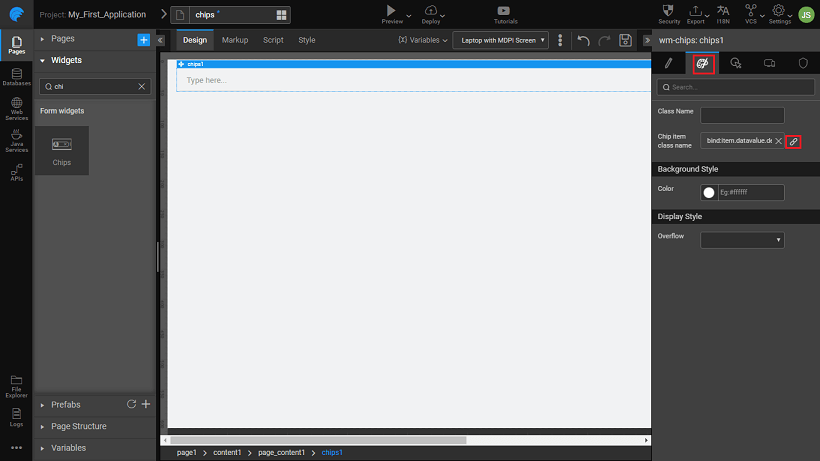 Project: My_First_Application
chips *
Preview
Deploy
Tutorials
Security
Export
I18N
VCS
Settings
JS
Pages
Databases
Web
Services
Java
Services
APIs
File
Explorer
Logs
Pages
Widgets
chi
Form widgets
Chips
Prefabs
Page Structure
Variables
Design
Markup
Script
Style
{x} Variables
Laptop with MDPI Screen
chips1
Type here...
page1
content1
page_content1
chips1
wm-chips: chips1
Search...
Class Name
Chip item
class name
bind:item.datavalue.de
Background Style
Color
Eg:#ffffff
Display Style
Overflow